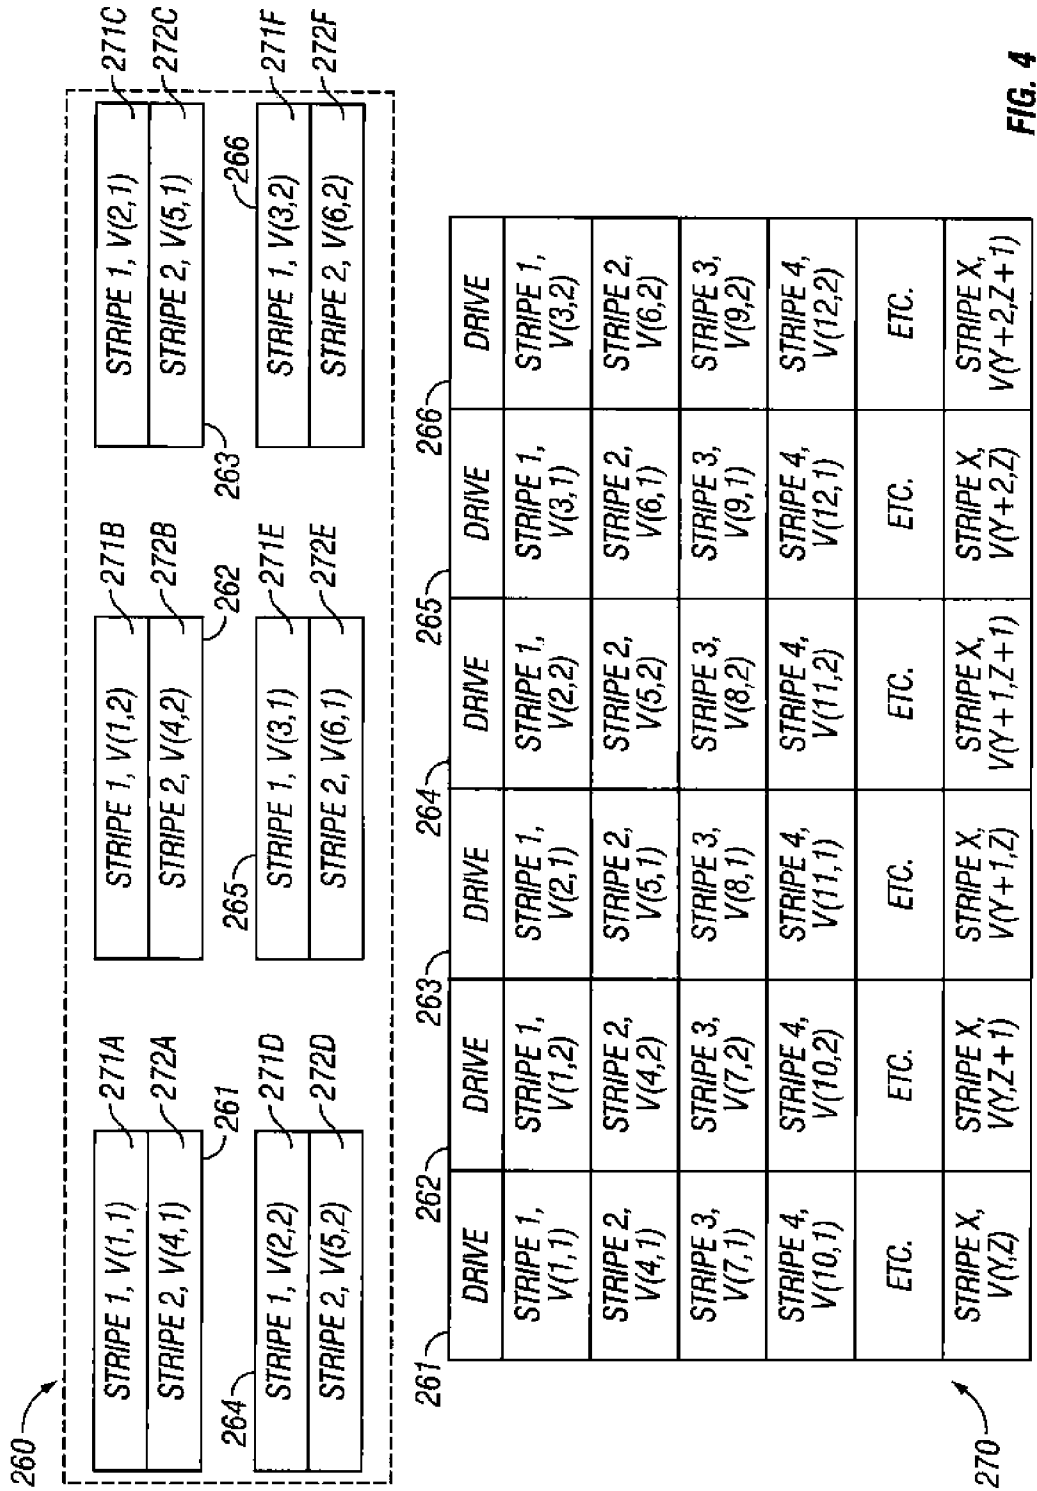 260
STRIPE 1, V(1,1)
271A
STRIPE 2, V(4,1)
272A
261
STRIPE 1, V(1,2)
271B
STRIPE 2, V(4,2)
272B
262
STRIPE 1, V(2,1)
271C
STRIPE 2, V(5,1)
272C
263
264
STRIPE 1, V(2,2)
271D
STRIPE 2, V(5,2)
272D
265
STRIPE 1, V(3,1)
271E
STRIPE 2, V(6,1)
272E
266
STRIPE 1, V(3,2)
271F
STRIPE 2, V(6,2)
272F
261
262
263
264
265
266
DRIVE
DRIVE
DRIVE
DRIVE
DRIVE
DRIVE
STRIPE 1,
V(1,1)
STRIPE 1,
V(1,2)
STRIPE 1,
V(2,1)
STRIPE 1,
V(2,2)
STRIPE 1,
V(3,1)
STRIPE 1,
V(3,2)
STRIPE 2,
V(4,1)
STRIPE 2,
V(4,2)
STRIPE 2,
V(5,1)
STRIPE 2,
V(5,2)
STRIPE 2,
V(6,1)
STRIPE 2,
V(6,2)
STRIPE 3,
V(7,1)
STRIPE 3,
V(7,2)
STRIPE 3,
V(8,1)
STRIPE 3,
V(8,2)
STRIPE 3,
V(9,1)
STRIPE 3,
V(9,2)
STRIPE 4,
V(10,1)
STRIPE 4,
V(10,2)
STRIPE 4,
V(11,1)
STRIPE 4,
V(11,2)
STRIPE 4,
V(12,1)
STRIPE 4,
V(12,2)
ETC.
ETC.
ETC.
ETC.
ETC.
ETC.
STRIPE X,
V(Y,Z)
STRIPE X,
V(Y,Z+1)
STRIPE X,
V(Y+1,Z)
STRIPE X,
V(Y+1,Z+1)
STRIPE X,
V(Y+2,Z)
STRIPE X,
V(Y+2,Z+1)
270
FIG. 4